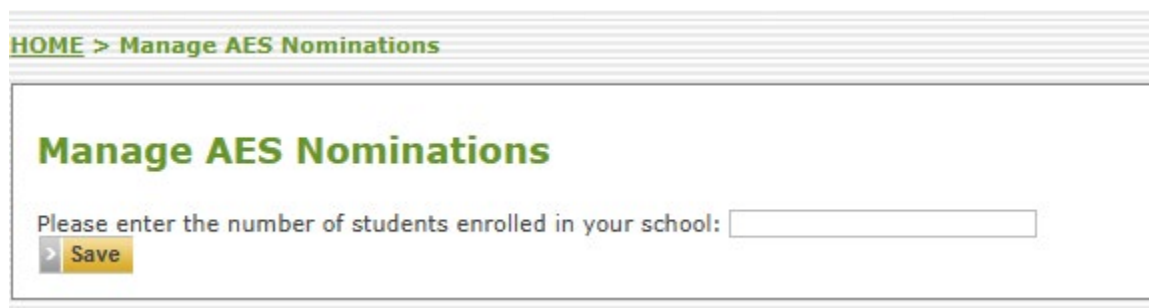 HOME > Manage AES Nominations
Manage AES Nominations
Please enter the number of students enrolled in your school:
> Save